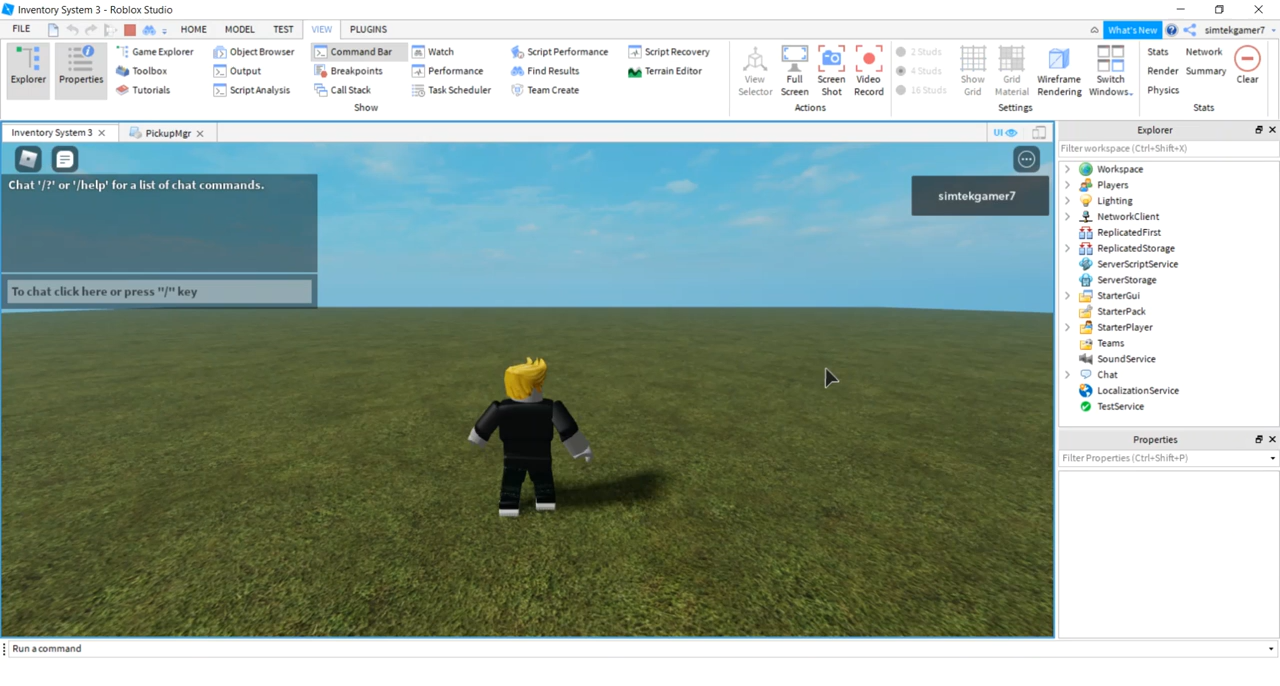 Inventory System 3 - Roblox Studio
FILE HOME MODEL TEST VIEW PLUGINS What's New simtekgamer7
Explorer
Properties
Game Explorer
Toolbox
Tutorials
Object Browser
Output
Script Analysis
Command Bar
Breakpoints
Call Stack
Watch
Performance
Task Scheduler
Script Performance
Find Results
Team Create
Script Recovery
Terrain Editor
Show
View
Selector
Full
Screen
Screen
Shot
Video
Record
Actions
2 Studs
4 Studs
16 Studs
Show
Grid
Grid
Material
Wireframe
Rendering
Switch
Windows
Settings
Stats
Render
Physics
Network
Summary
Clear
Stats
Inventory System 3
PickupMgr
UI
Chat '/?' or '/help' for a list of chat commands.
To chat click here or press "/" key
simtekgamer7
Explorer
Filter workspace (Ctrl+Shift+X)
Workspace
Players
Lighting
NetworkClient
ReplicatedFirst
ReplicatedStorage
ServerScriptService
ServerStorage
StarterGui
StarterPack
StarterPlayer
Teams
SoundService
Chat
LocalizationService
TestService
Properties
Filter Properties (Ctrl+Shift+P)
Run a command